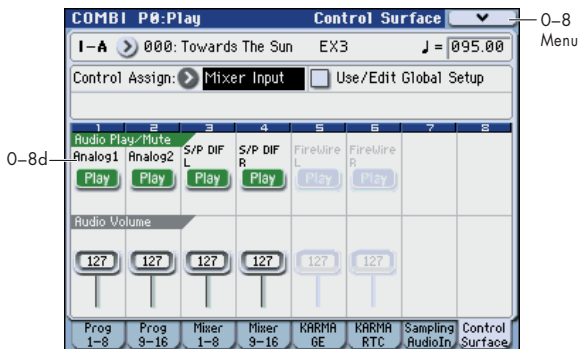 COMBI P0:Play Control Surface
0–8
Menu
I-A 000: Towards The Sun EX3 ♩= 095.00
Control Assign: Mixer Input Use/Edit Global Setup
1 2 3 4 5 6 7 8
Audio Play/Mute
0–8d
Analog1 Analog2 S/P DIF L S/P DIF R FireWire L FireWire R
Play Play Play Play Play Play
Audio Volume
127 127 127 127 127 127
Prog 1-8 Prog 9-16 Mixer 1-8 Mixer 9-16 KARMA GE KARMA RTC Sampling AudioIn Control Surface